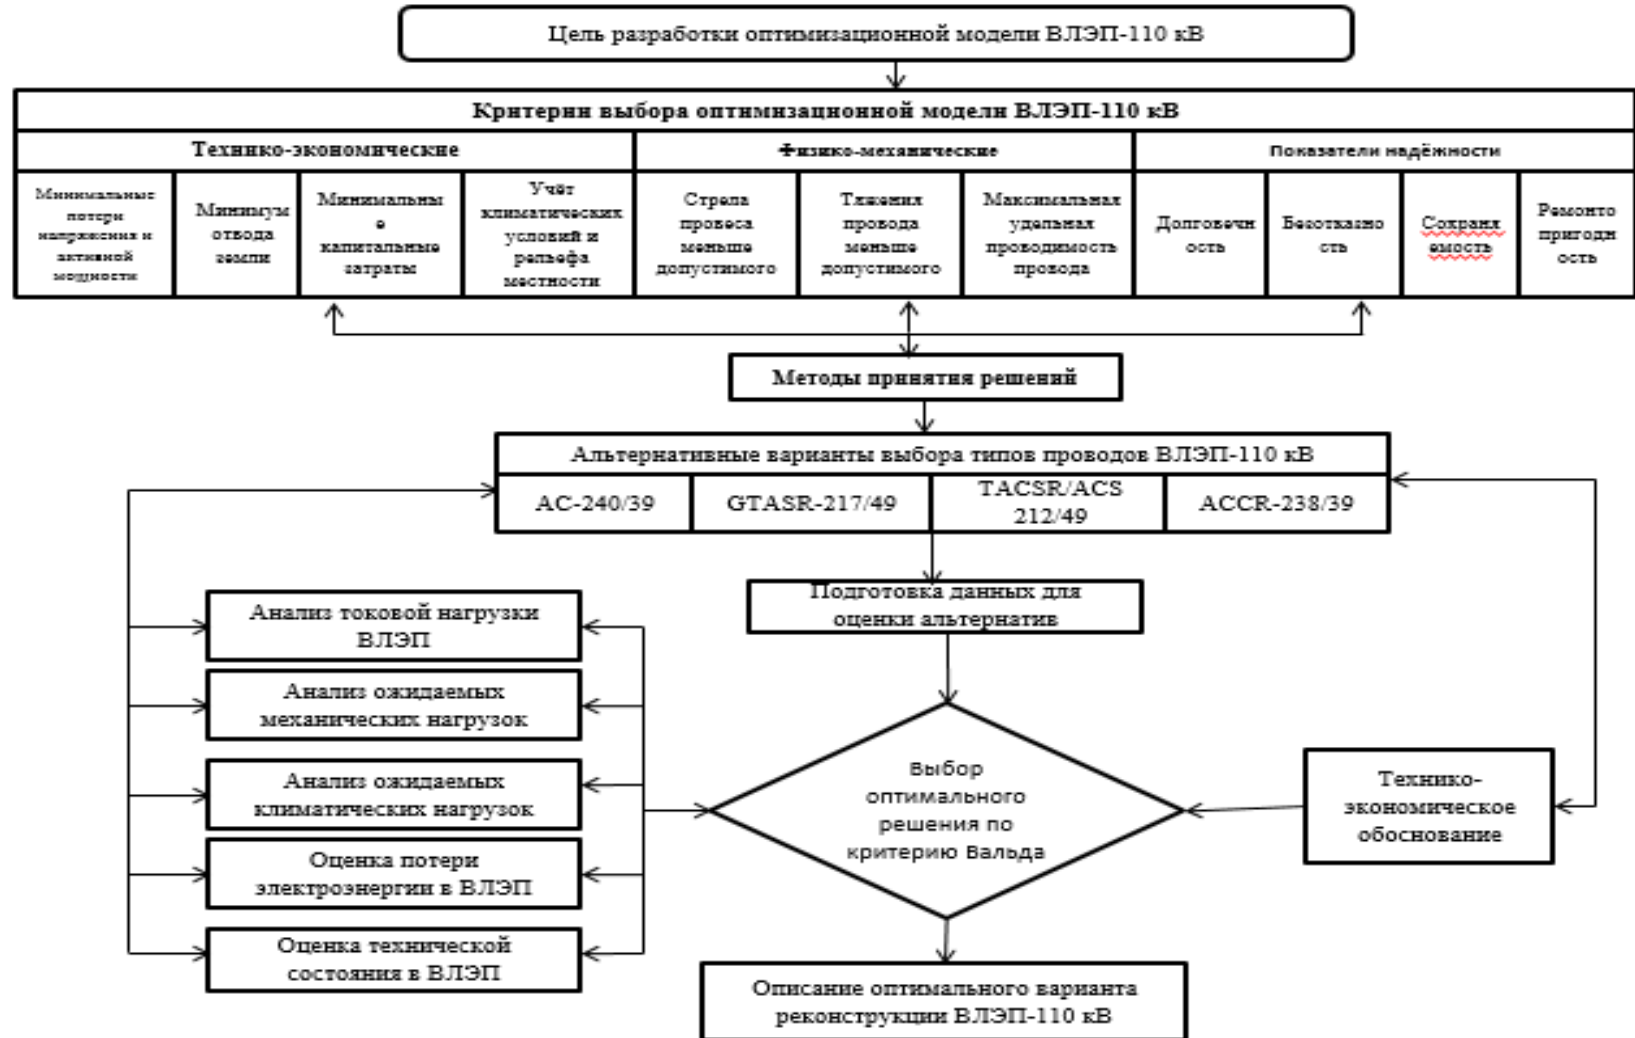 Цель разработки оптимизационной модели ВЛЭП-110 кВ
Критерии выбора оптимизационной модели ВЛЭП-110 кВ
Технико-экономические
Физико-механические
Показатели надёжности
Минимальные
потери
напряжения и
активной
мощности
Минимум
отвода
земли
Минимальны
е
капитальные
затраты
Учёт
климатических
условий и
рельефа
местности
Стрела
провеса
меньше
допустимого
Тяжения
провода
меньше
допустимого
Максимальная
удельная
проводимость
провода
Долговечн
ость
Безотказно
сть
Сохраня
емость
Ремонто
пригодн
ость
Методы принятия решений
Альтернативные варианты выбора типов проводов ВЛЭП-110 кВ
АС-240/39
GTASR-217/49
TACSR/ACS
212/49
ACCR-238/39
Подготовка данных для
оценки альтернатив
Анализ токовой нагрузки
ВЛЭП
Анализ ожидаемых
механических нагрузок
Анализ ожидаемых
климатических нагрузок
Оценка потери
электроэнергии в ВЛЭП
Оценка технической
состояния в ВЛЭП
Выбор
оптимального
решения по
критерию Вальда
Технико-
экономическое
обоснование
Описание оптимального варианта
реконструкции ВЛЭП-110 кВ